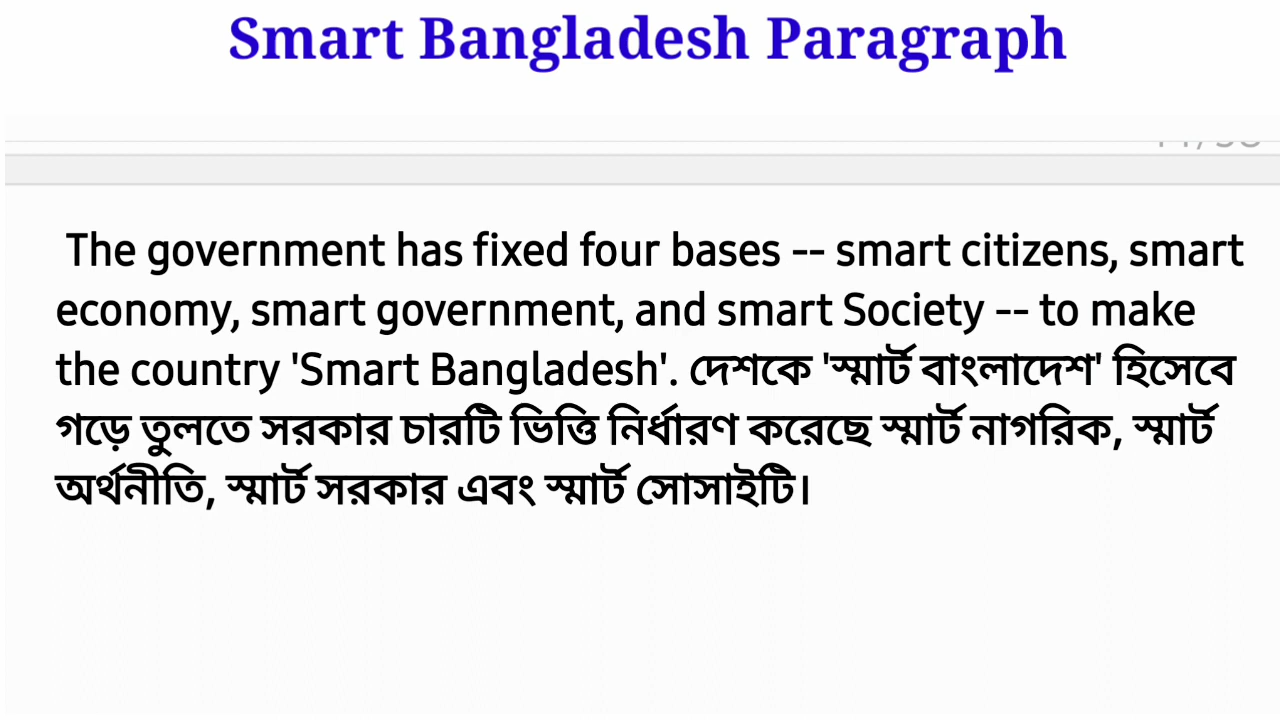 Smart Bangladesh Paragraph
The government has fixed four bases -- smart citizens, smart
economy, smart government, and smart Society -- to make
the country 'Smart Bangladesh'. দেশকে 'স্মার্ট বাংলাদেশ' হিসেবে
গড়ে তুলতে সরকার চারটি ভিত্তি নির্ধারণ করেছে স্মার্ট নাগরিক, স্মার্ট
অর্থনীতি, স্মার্ট সরকার এবং স্মার্ট সোসাইটি।